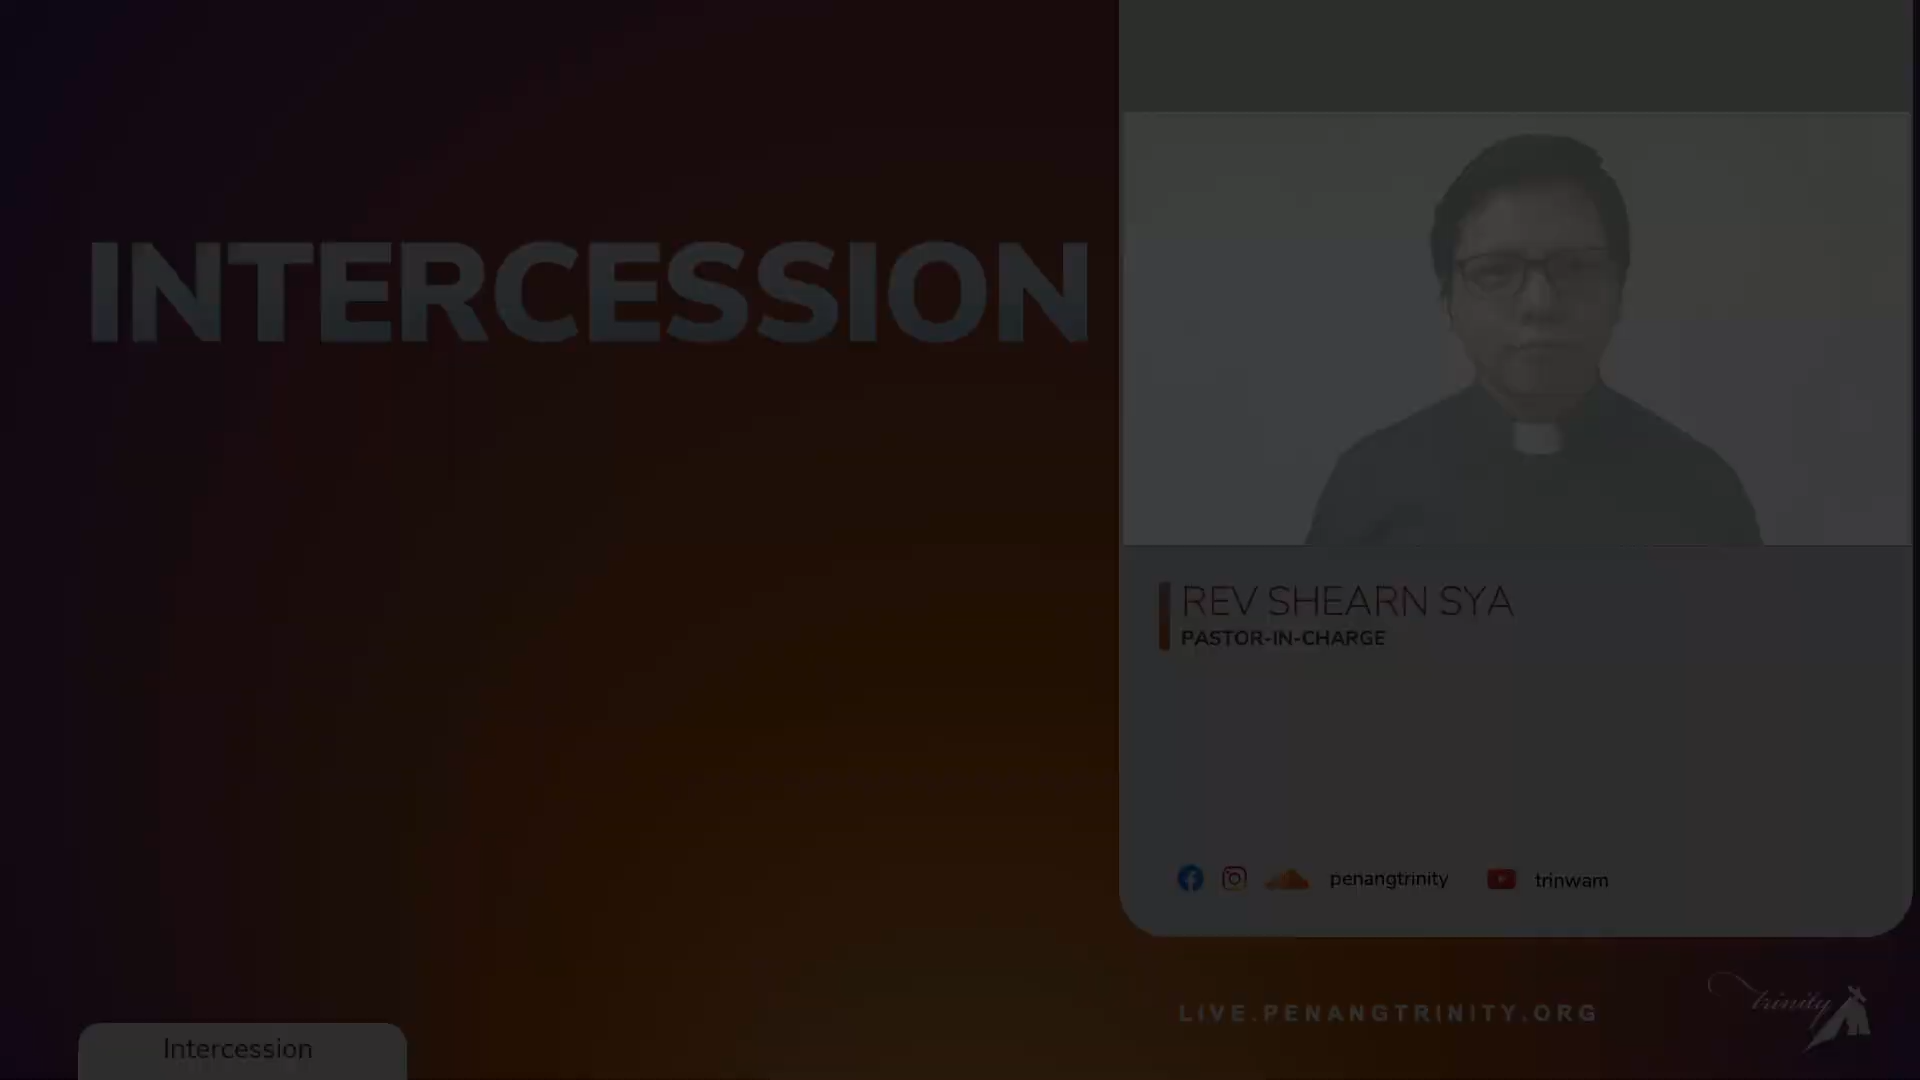 INTERCESSION
REV SHEARN SYA
PASTOR-IN-CHARGE
penangtrinity
trinwam
LIVE.PENANGTRINITY.ORG
Trinity
Intercession